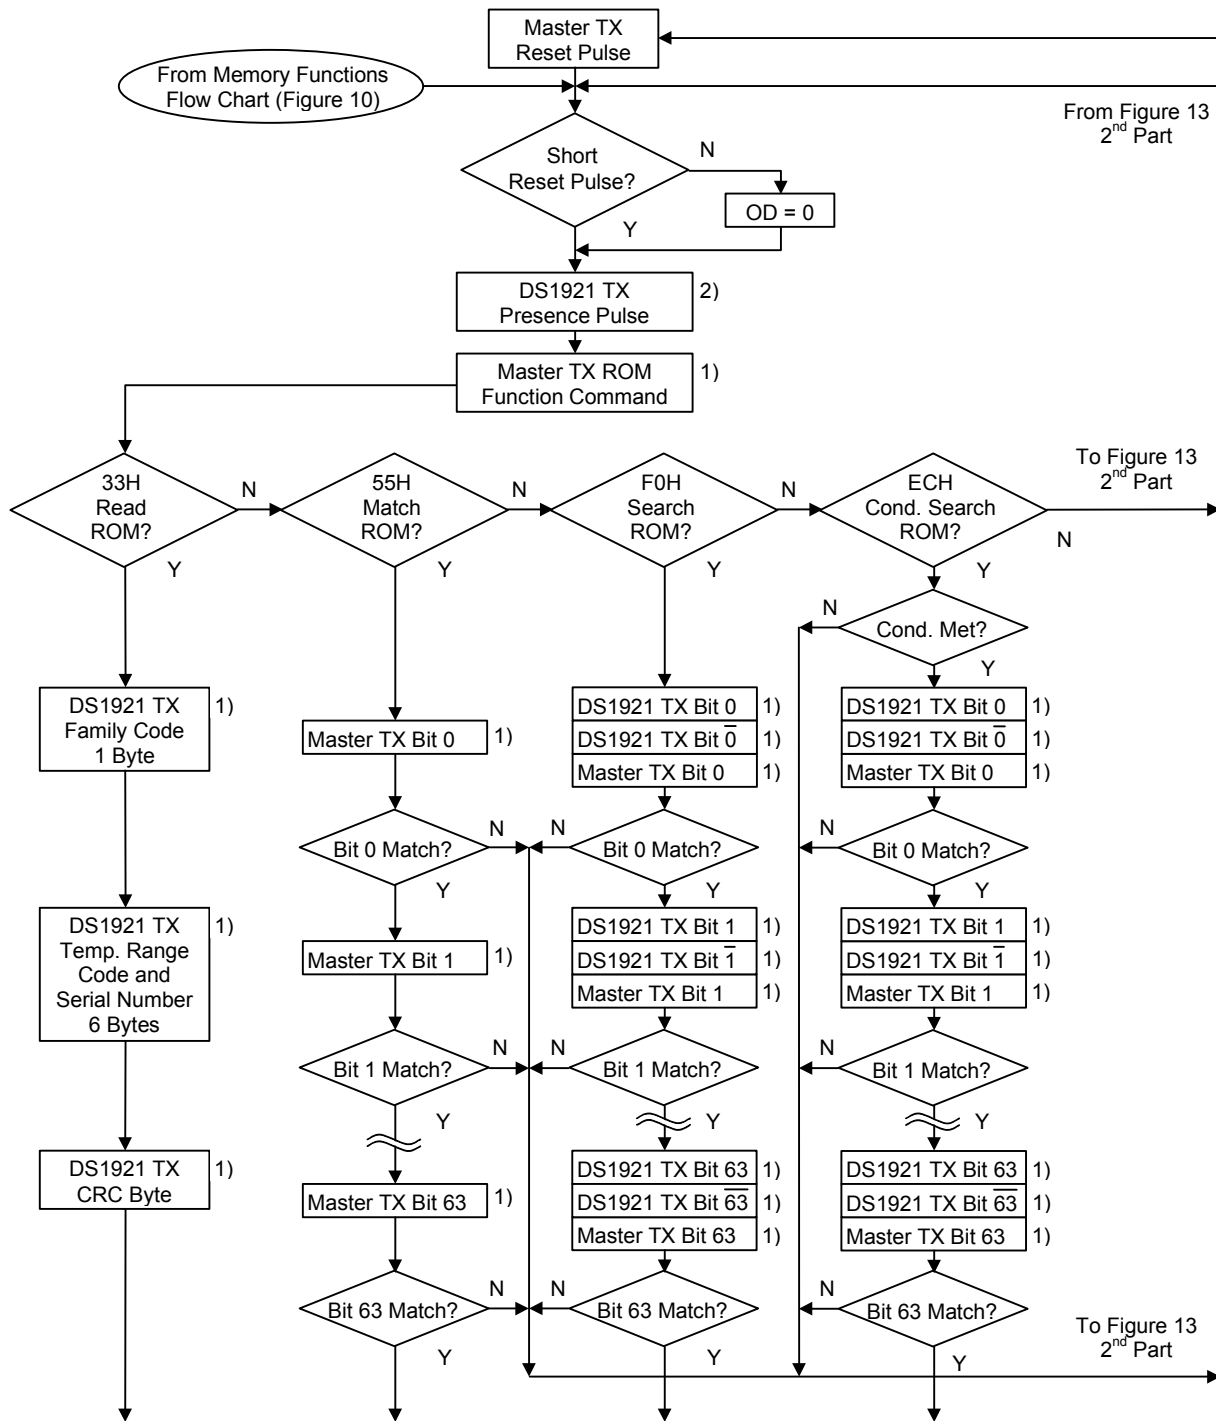 Master TX
Reset Pulse
From Memory Functions
Flow Chart (Figure 10)
From Figure 13
2nd Part
Short
Reset Pulse?
N
OD = 0
Y
DS1921 TX
Presence Pulse
2)
Master TX ROM
Function Command
1)
33H
Read
ROM?
N
Y
55H
Match
ROM?
N
Y
F0H
Search
ROM?
N
Y
ECH
Cond. Search
ROM?
N
Y
To Figure 13
2nd Part
Cond. Met?
N
Y
DS1921 TX
Family Code
1 Byte
1)
DS1921 TX
Temp. Range
Code and
Serial Number
6 Bytes
1)
DS1921 TX
CRC Byte
1)
Master TX Bit 0
1)
Bit 0 Match?
N
Y
Master TX Bit 1
1)
Bit 1 Match?
N
Y
Master TX Bit 63
1)
Bit 63 Match?
N
Y
DS1921 TX Bit 0
1)
DS1921 TX Bit 0̅
1)
Master TX Bit 0
1)
N
Bit 0 Match?
Y
DS1921 TX Bit 1
1)
DS1921 TX Bit 1̅
1)
Master TX Bit 1
1)
N
Bit 1 Match?
Y
DS1921 TX Bit 63
1)
DS1921 TX Bit 6̅3̅
1)
Master TX Bit 63
1)
N
Bit 63 Match?
Y
DS1921 TX Bit 0
1)
DS1921 TX Bit 0̅
1)
Master TX Bit 0
1)
N
Bit 0 Match?
Y
DS1921 TX Bit 1
1)
DS1921 TX Bit 1̅
1)
Master TX Bit 1
1)
N
Bit 1 Match?
Y
DS1921 TX Bit 63
1)
DS1921 TX Bit 6̅3̅
1)
Master TX Bit 63
1)
N
Bit 63 Match?
Y
To Figure 13
2nd Part